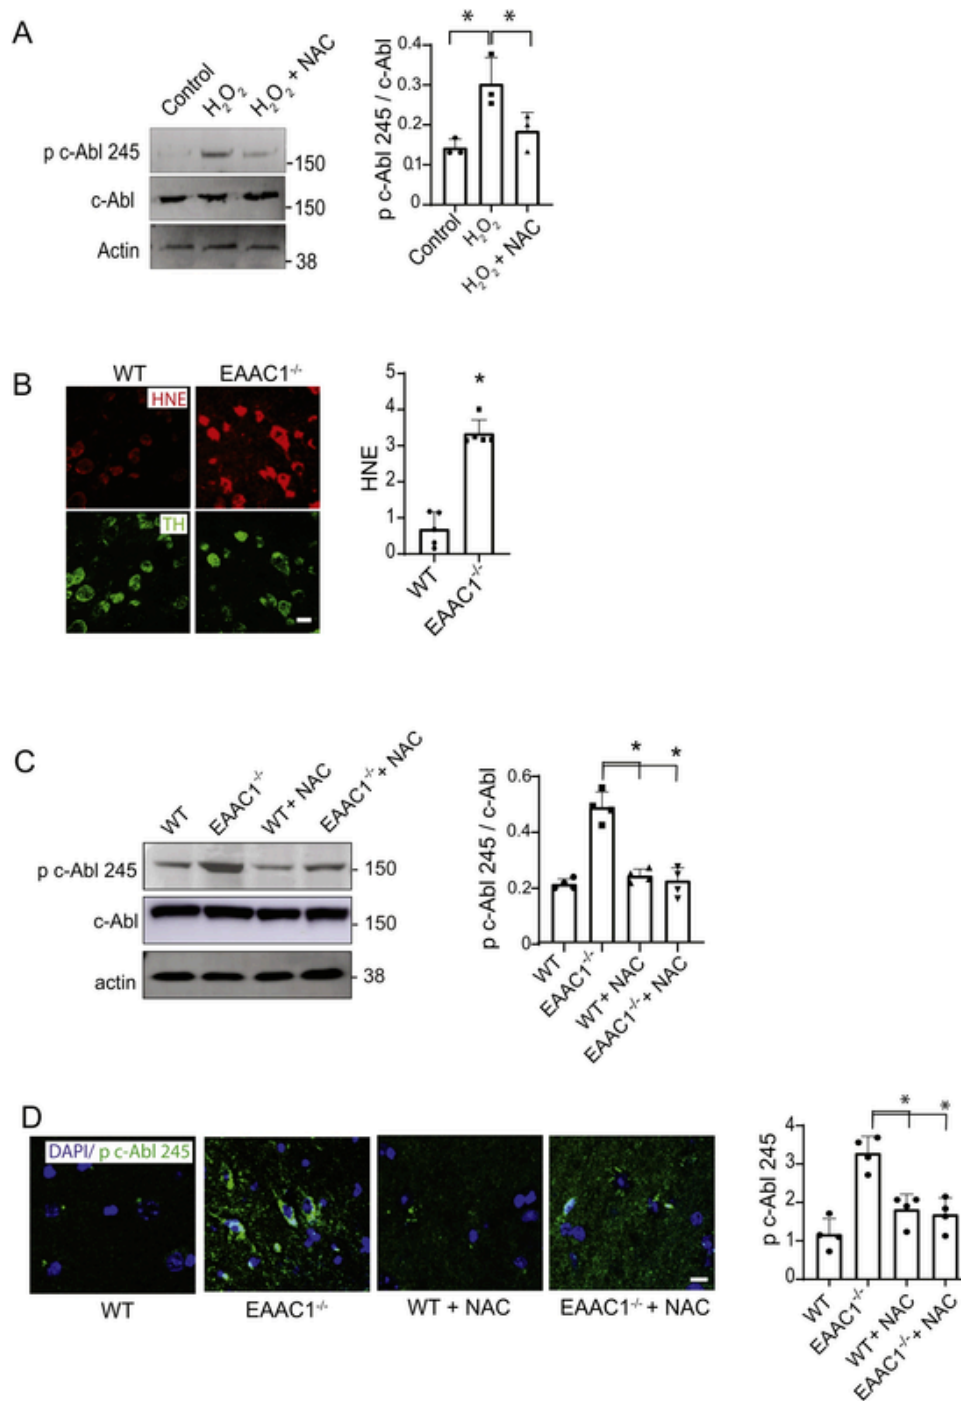 A
Control
H₂O₂
H₂O₂ + NAC
p c-Abl 245
-150
c-Abl
-150
Actin
-38
* *
p c-Abl 245 / c-Abl
0.4
0.3
0.2
0.1
0
Control
H₂O₂
H₂O₂ + NAC
B
WT
EAAC1-/-
HNE
TH
HNE
5
4
3
2
1
0
*
WT
EAAC1-/-
C
WT
EAAC1-/-
WT+ NAC
EAAC1-/-+ NAC
p c-Abl 245
- 150
c-Abl
- 150
actin
- 38
p c-Abl 245 / c-Abl
0.6
0.4
0.2
0
* *
WT
EAAC1-/-
WT+ NAC
EAAC1-/-+ NAC
D
DAPI/ p c-Abl 245
WT
EAAC1-/-
WT + NAC
EAAC1-/-+ NAC
p c-Abl 245
4
3
2
1
0
* *
WT
EAAC1-/-
WT+ NAC
EAAC1-/-+ NAC